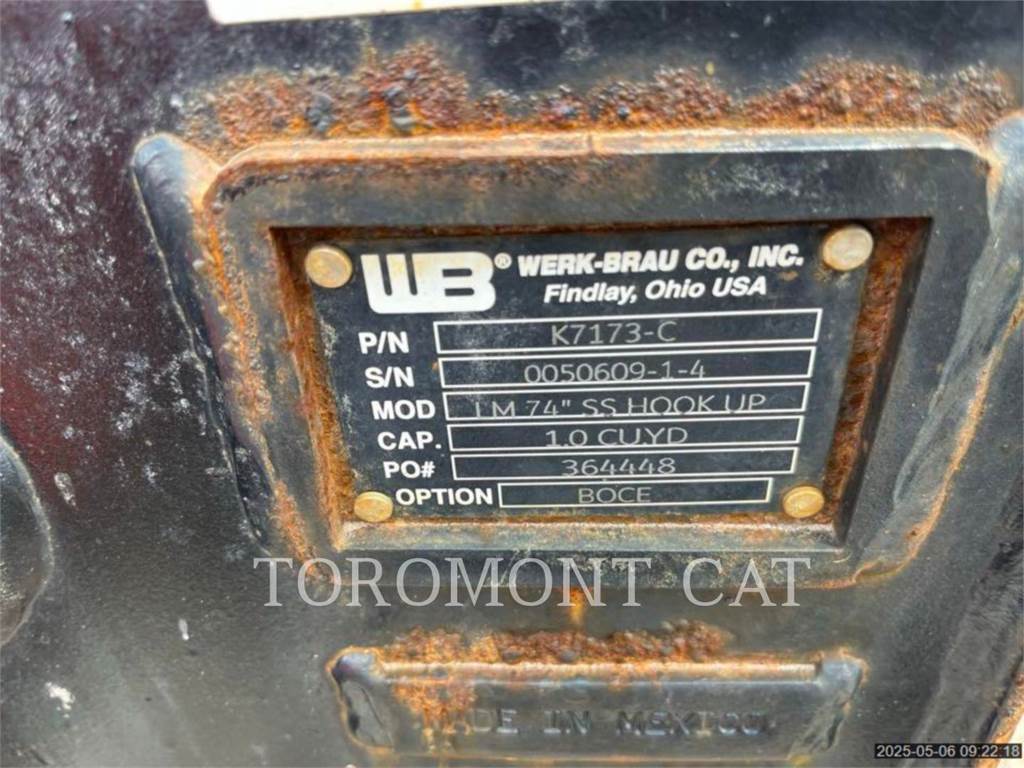 WB® WERK-BRAU CO., INC.
Findlay, Ohio USA
P/N K7173-C
S/N 0050609-1-4
MOD LM 74" SS HOOK UP
CAP. 1.0 CUYD
PO# 364448
OPTION BOCE
TOROMONT CAT
MADE IN MEXICO
2025-05-06 09:22:18